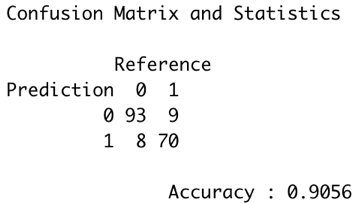 Confusion Matrix and Statistics
Reference
Prediction 0 1
0 93 9
1 8 70
Accuracy : 0.9056